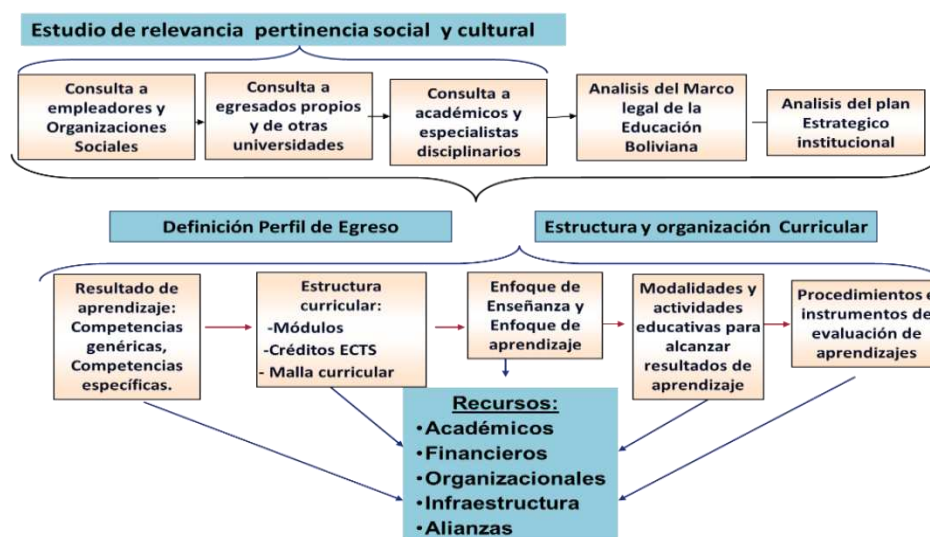 Estudio de relevancia pertinencia social y cultural
Consulta a
empleadores y
Organizaciones
Sociales
Consulta a
egresados propios
y de otras
universidades
Consulta a
académicos y
especialistas
disciplinarios
Analisis del Marco
legal de la
Educación
Boliviana
Analisis del plan
Estrategico
institucional
Definición Perfil de Egreso
Estructura y organización Curricular
Resultado de
aprendizaje:
Competencias
genéricas,
Competencias
específicas.
Estructura
curricular:
-Módulos
-Créditos ECTS
- Malla curricular
Enfoque de
Enseñanza y
Enfoque de
aprendizaje
Modalidades y
actividades
educativas para
alcanzar
resultados de
aprendizaje
Procedimientos e
instrumentos de
evaluación de
aprendizajes
Recursos:
•Académicos
•Financieros
•Organizacionales
•Infraestructura
•Alianzas